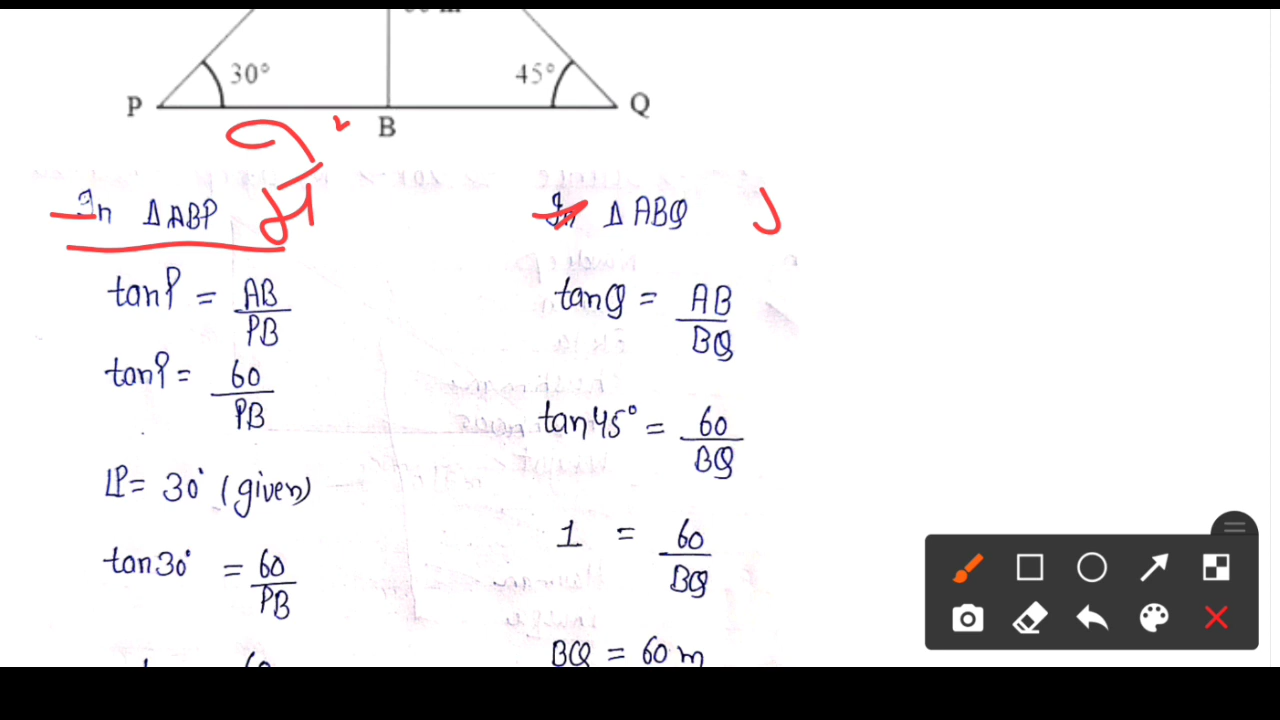 30°
45°
P
B
Q
In ΔABP
tanP = AB/PB
tanP = 60/PB
∠P = 30° (given)
tan30° = 60/PB
In ΔABQ
tanQ = AB/BQ
tan45° = 60/BQ
1 = 60/BQ
BQ = 60 m